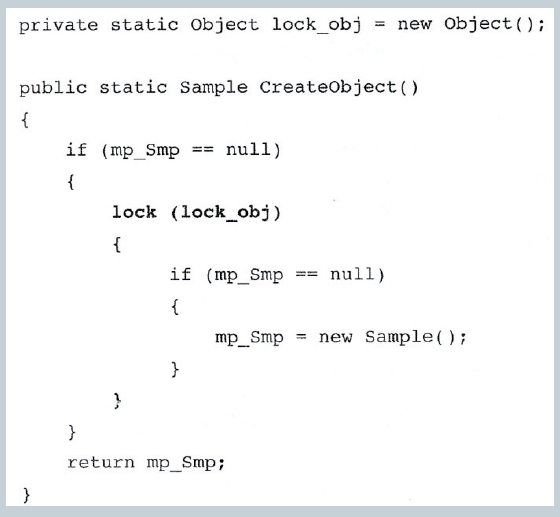 private static Object lock_obj = new Object();
public static Sample CreateObject()
{
if (mp_Smp == null)
{
lock (lock_obj)
{
if (mp_Smp == null)
{
mp_Smp = new Sample();
}
}
}
return mp_Smp;
}